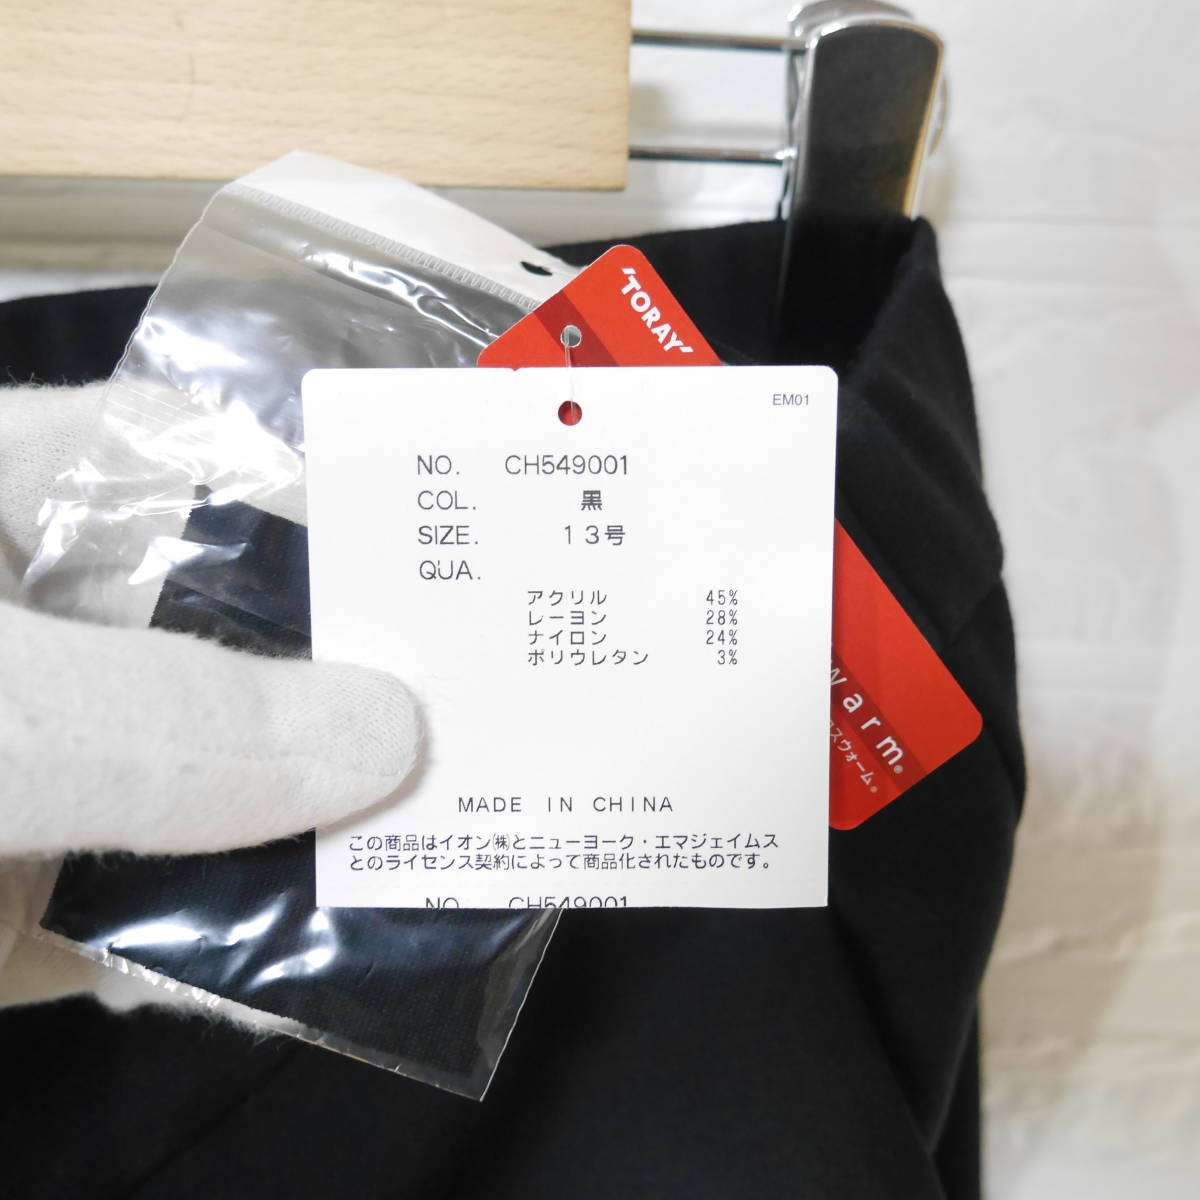 'TORAY'
EM01
NO. CH549001
COL. 黒
SIZE. 13号
QUA.
アクリル 45%
レーヨン 28%
ナイロン 24%
ポリウレタン 3%
MADE IN CHINA
この商品はイオン㈱とニューヨーク・エマジェイムス
とのライセンス契約によって商品化されたものです。
NO. CH549001
warm®
スウォーム®